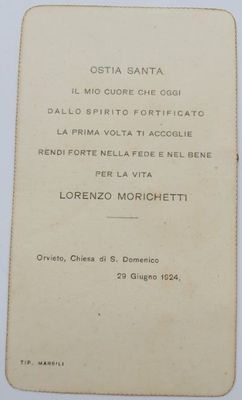 OSTIA SANTA
IL MIO CUORE CHE OGGI
DALLO SPIRITO FORTIFICATO
LA PRIMA VOLTA TI ACCOGLIE
RENDI FORTE NELLA FEDE E NEL BENE
PER LA VITA
LORENZO MORICHETTI
Orvieto, Chiesa di S. Domenico
29 Giugno 1924.
TIP. MARSILI